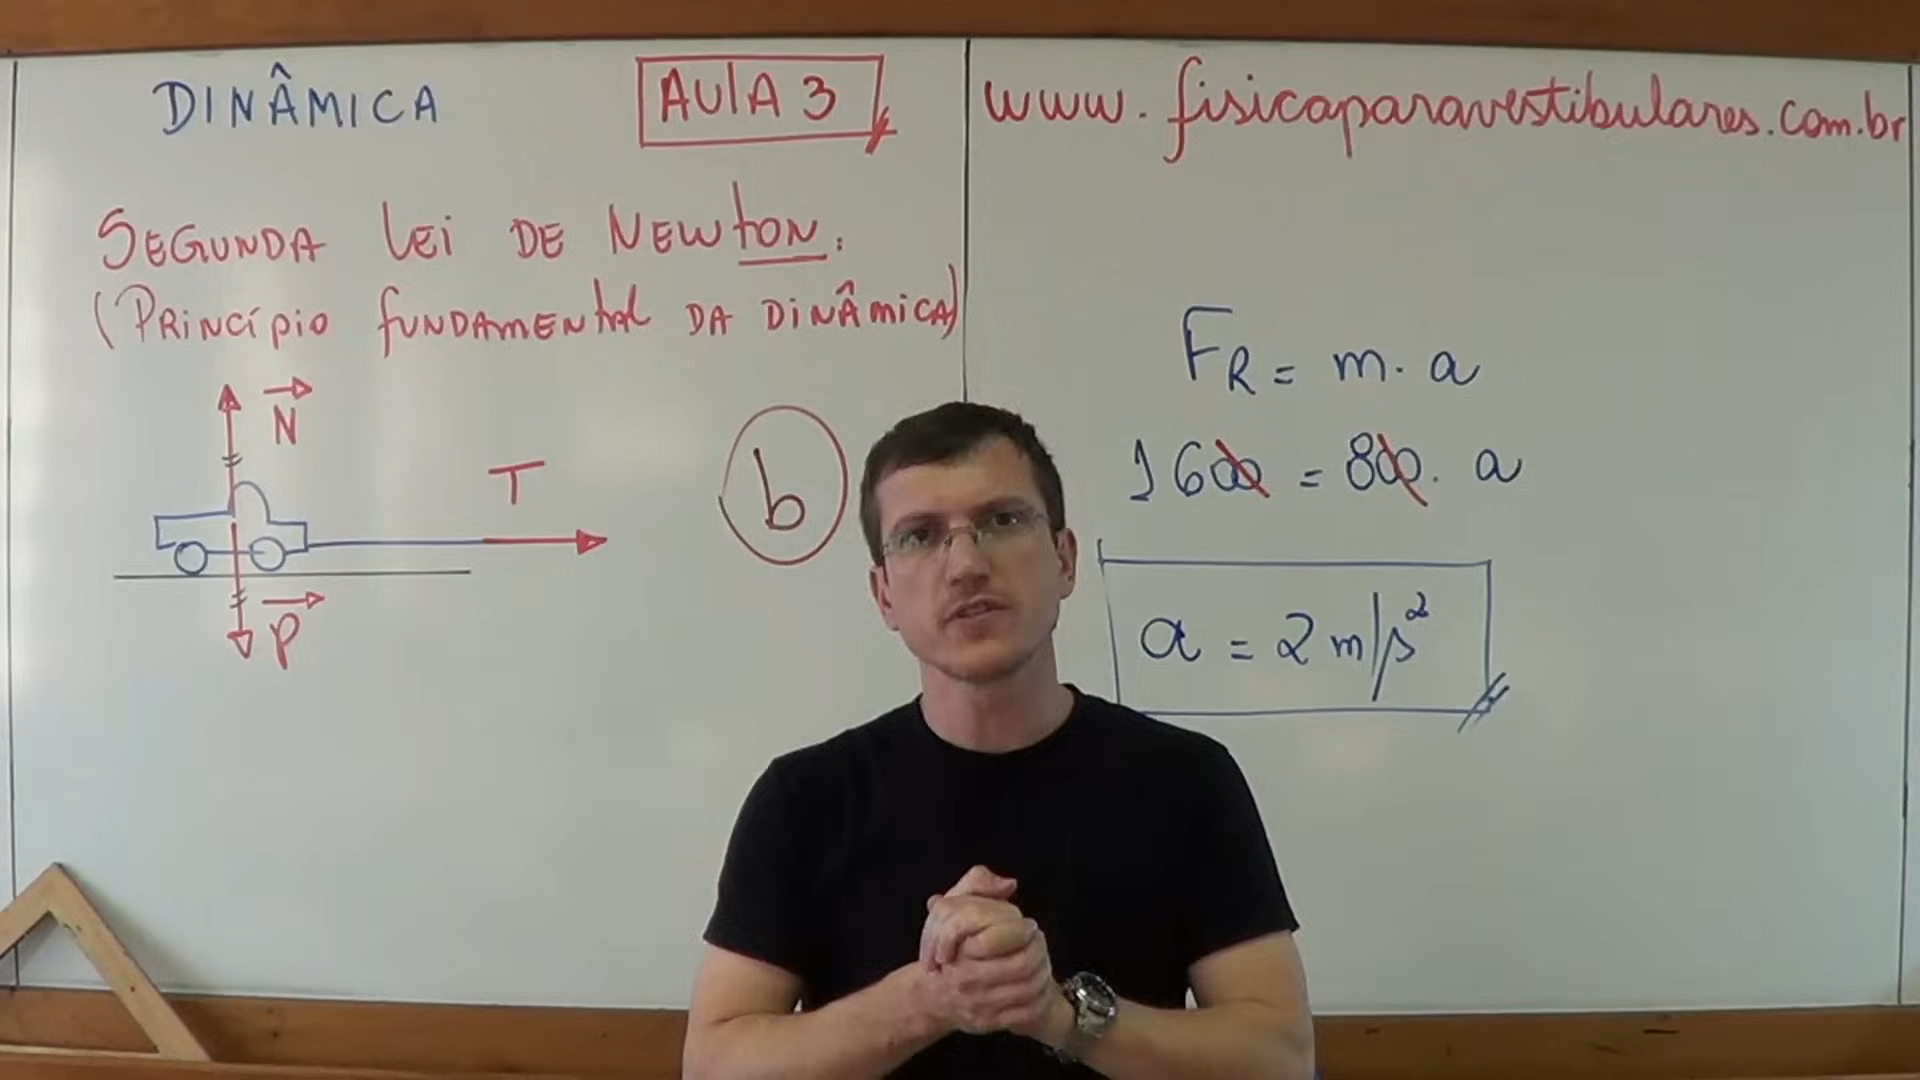 DINÂMICA
AULA 3
www.fisicaparavestibulares.com.br
SEGUNDA LEI DE NEWTON.
(PRINCÍPIO FUNDAMENTAL DA DINÂMICA)
N
T
P
b
FR = m. a
1600 = 800. a
a = 2 m/s²